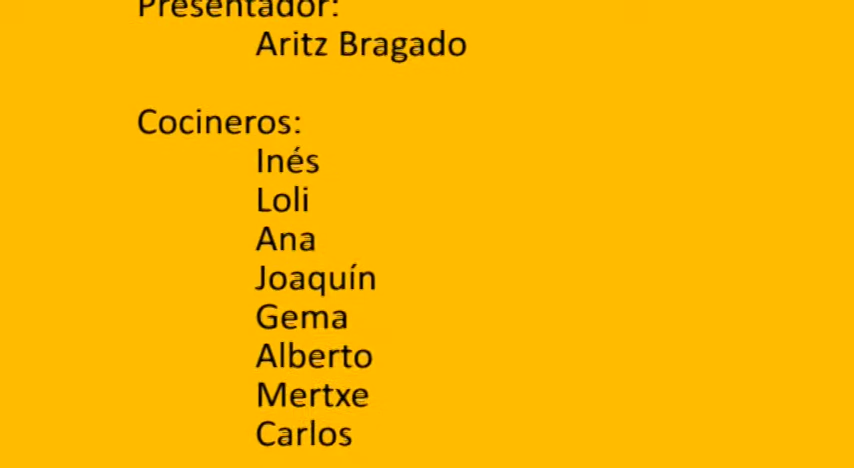 Presentador:
Aritz Bragado
Cocineros:
Inés
Loli
Ana
Joaquín
Gema
Alberto
Mertxe
Carlos